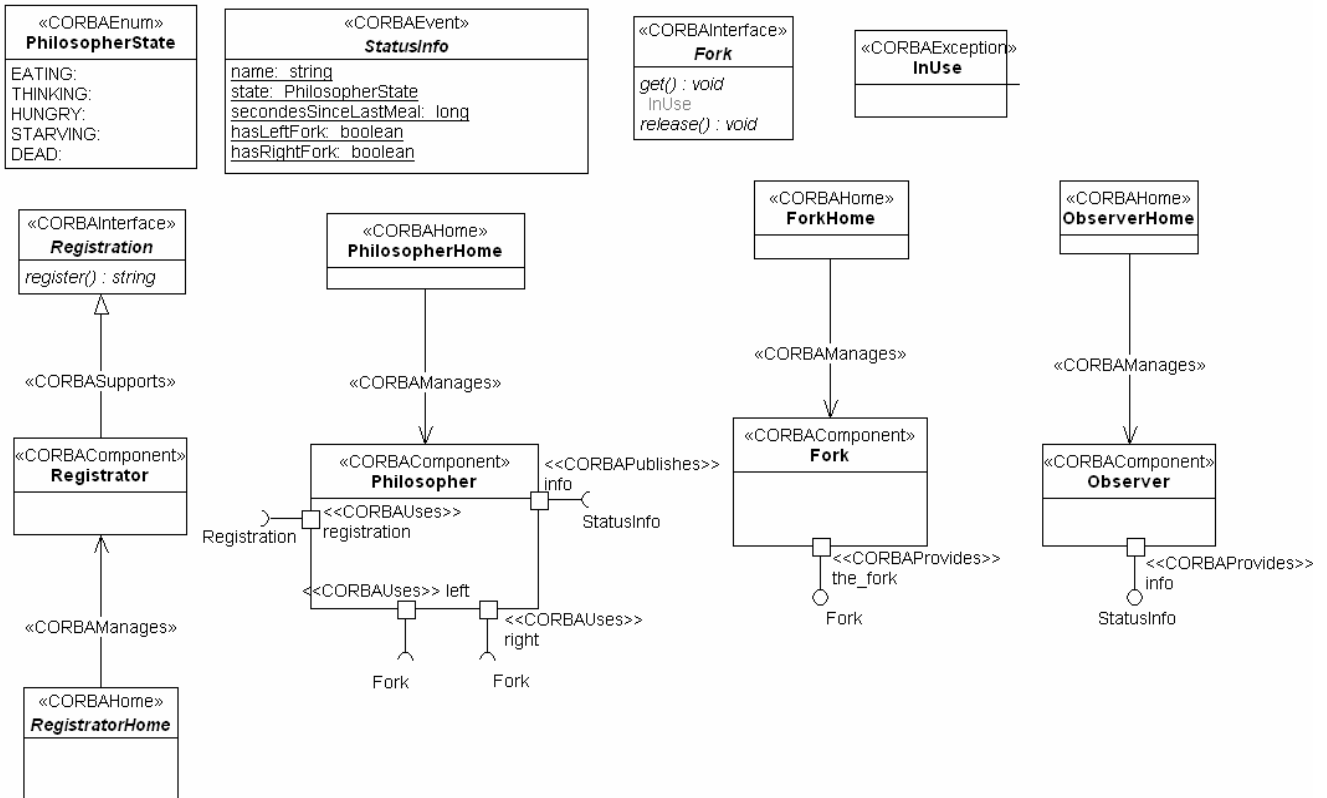 «CORBAEnum»
PhilosopherState
EATING:
THINKING:
HUNGRY:
STARVING:
DEAD:
«CORBAEvent»
StatusInfo
name: string
state: PhilosopherState
secondesSinceLastMeal: long
hasLeftFork: boolean
hasRightFork: boolean
«CORBAInterface»
Fork
get() : void
InUse
release() : void
«CORBAException»
InUse
«CORBAInterface»
Registration
register() : string
«CORBASupports»
«CORBAComponent»
Registrator
«CORBAManages»
«CORBAHome»
RegistratorHome
«CORBAHome»
PhilosopherHome
«CORBAManages»
«CORBAComponent»
Philosopher
<<CORBAPublishes>>
info
StatusInfo
<<CORBAUses>>
registration
Registration
<<CORBAUses>> left
<<CORBAUses>>
right
Fork
Fork
«CORBAHome»
ForkHome
«CORBAManages»
«CORBAComponent»
Fork
<<CORBAProvides>>
the_fork
Fork
«CORBAHome»
ObserverHome
«CORBAManages»
«CORBAComponent»
Observer
<<CORBAProvides>>
info
StatusInfo